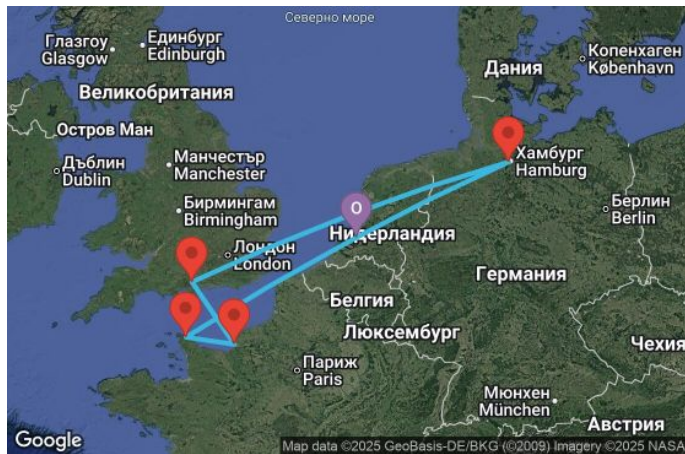 Северно море
Глазгоу
Glasgow
Единбург
Edinburgh
Великобритания
Остров Ман
Дъблин
Dublin
Манчестър
Manchester
Бирмингам
Birmingham
Лондон
London
Копенхаген
København
Дания
Хамбург
Hamburg
Берлин
Berlin
O
Нидерландия
Германия
Белгия
Люксембург
Париж
Paris
Чехия
Мюнхен
München
Австрия
Google
Map data ©2025 GeoBasis-DE/BKG (©2009) Imagery ©2025 NASA